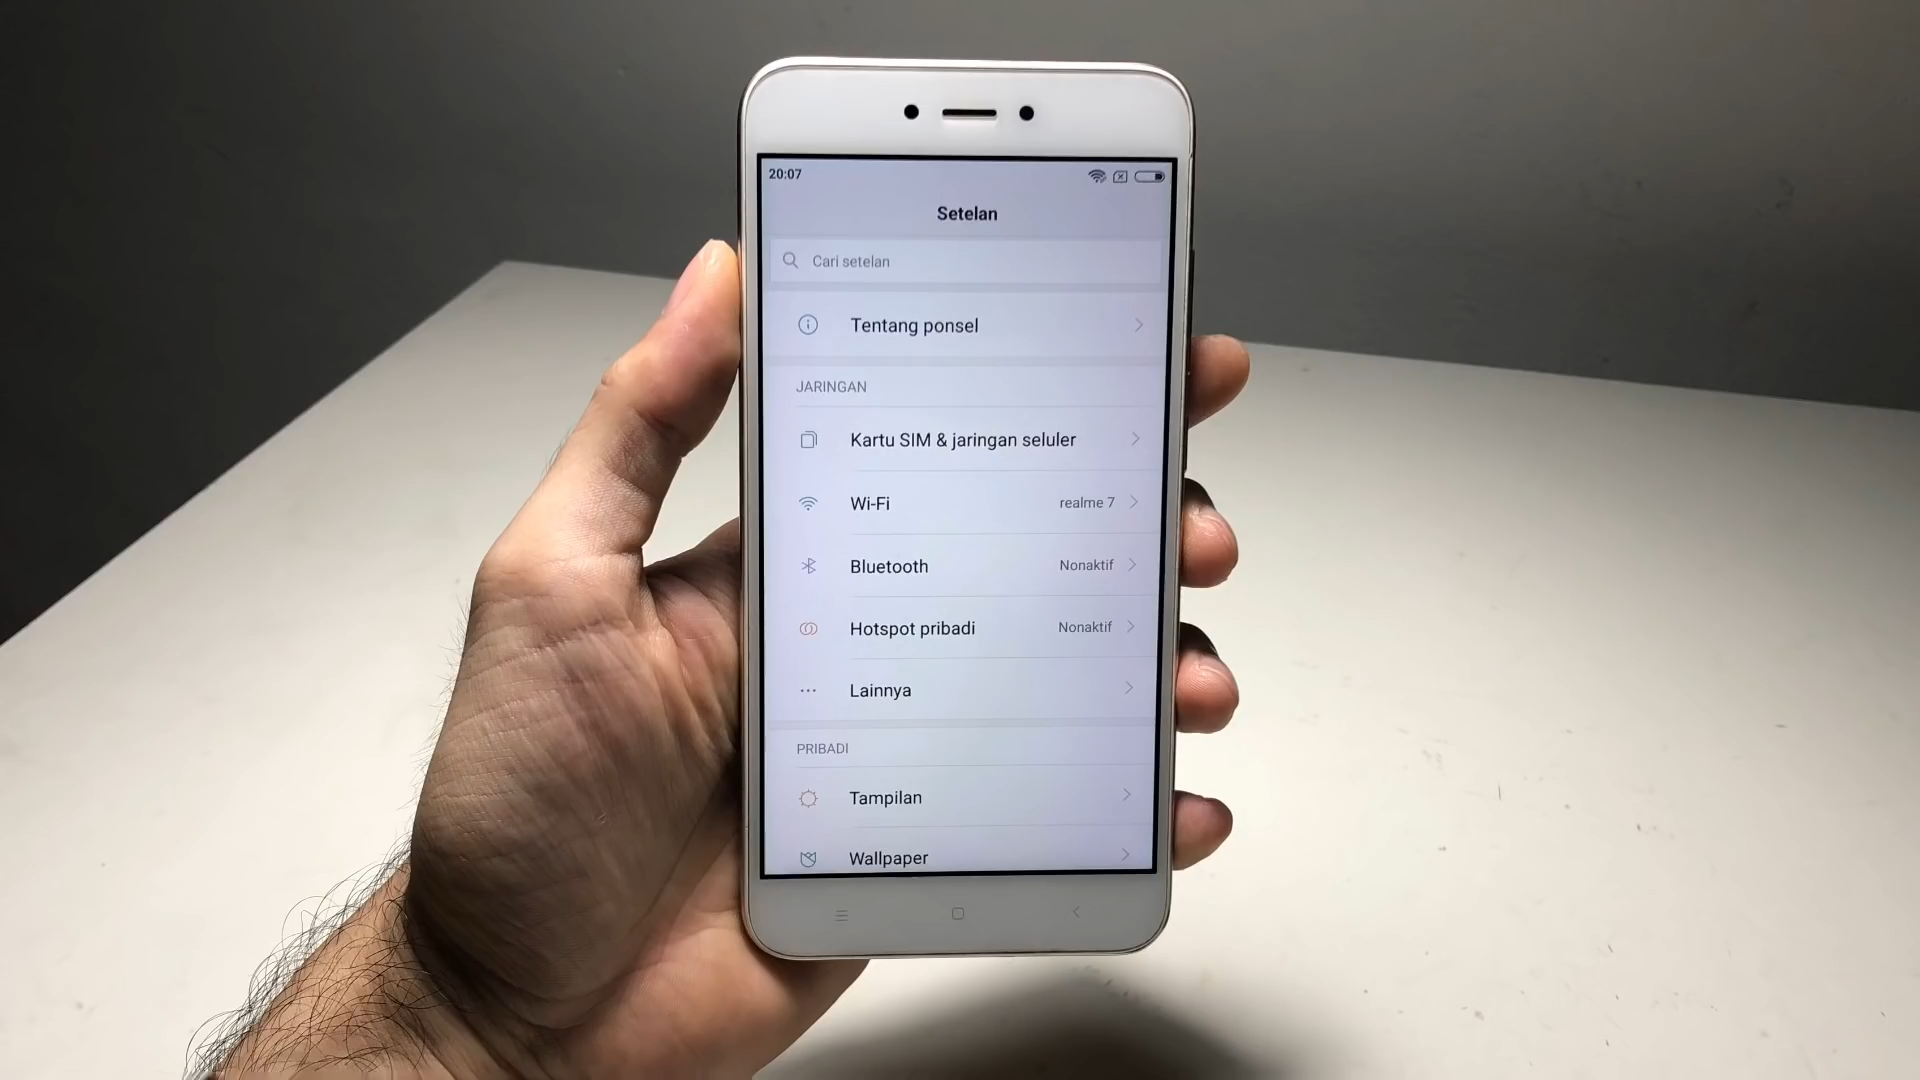 20:07
Setelan
Cari setelan
Tentang ponsel
JARINGAN
Kartu SIM & jaringan seluler
Wi-Fi realme 7
Bluetooth Nonaktif
Hotspot pribadi Nonaktif
Lainnya
PRIBADI
Tampilan
Wallpaper